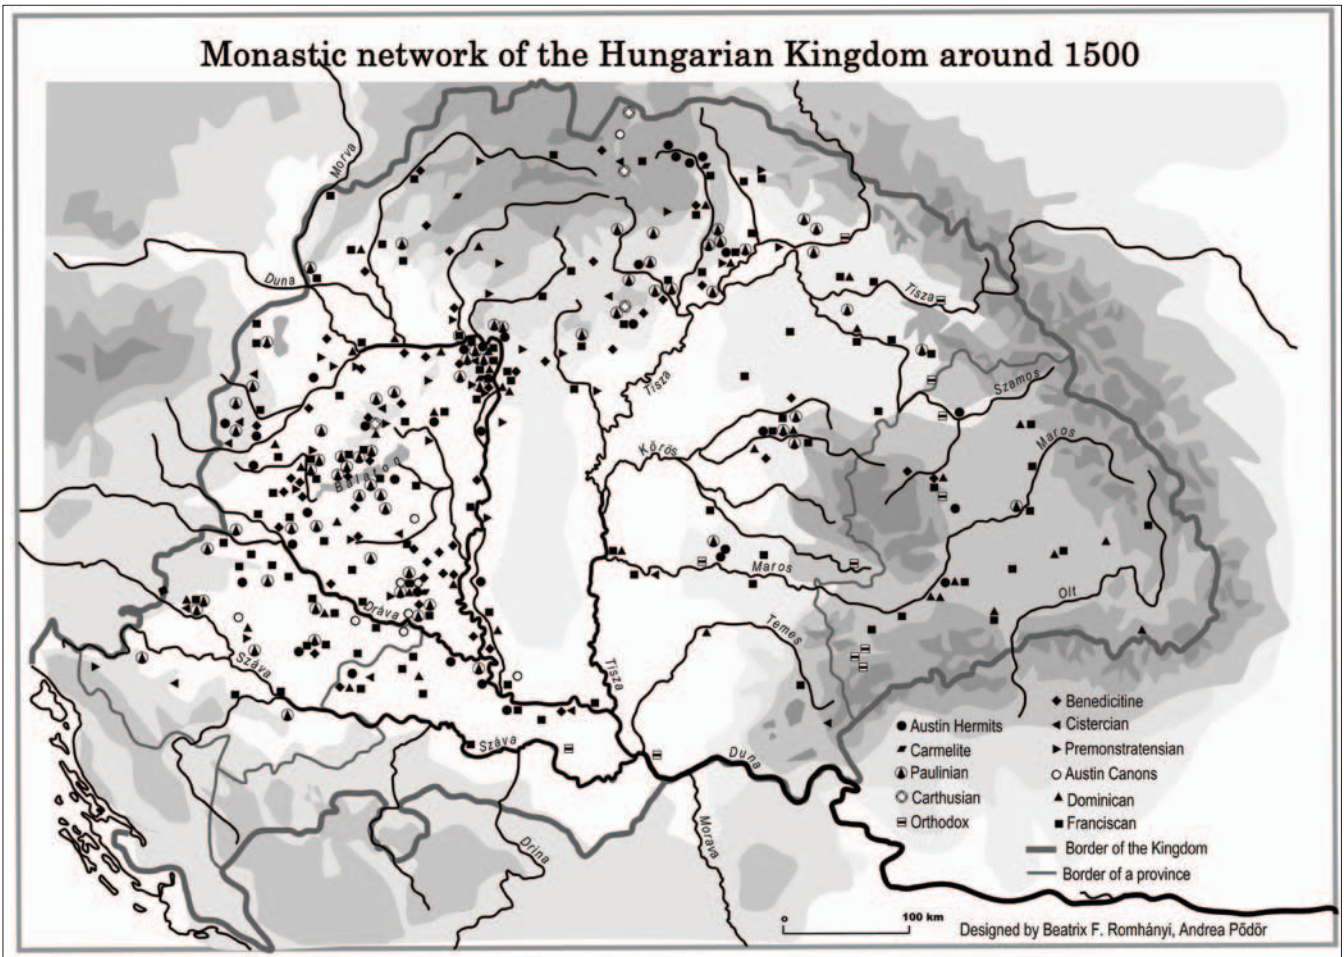 Monastic network of the Hungarian Kingdom around 1500
Morva
Duna
Tisza
Tisza
Szamos
Maros
Körös
Balaton
Maros
Olt
Dráva
Temes
Száva
Tisza
Száva
Duna
Morava
Drina
Austin Hermits
Carmelite
Paulinian
Carthusian
Orthodox
Benedicitine
Cistercian
Premonstratensian
Austin Canons
Dominican
Franciscan
Border of the Kingdom
Border of a province
0 100 km
Designed by Beatrix F. Romhányi, Andrea Pődör